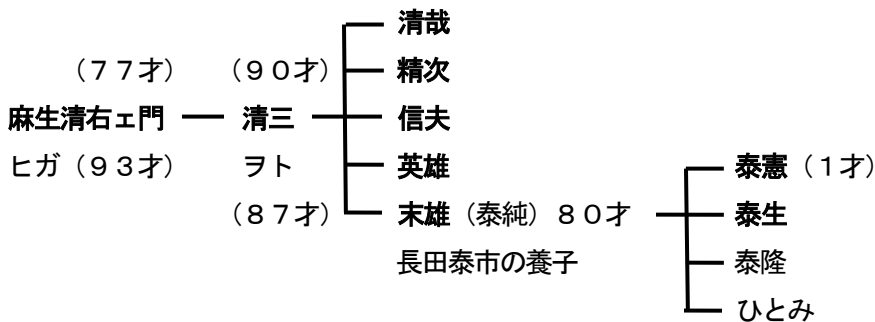 清哉
（７７才） （９０才） 精次
麻生清右ェ門 清三 信夫
ヒガ（９３才） ヲト 英雄 泰憲（１才）
（８７才） 末雄（泰純）８０才 泰生
長田泰市の養子 泰隆
ひとみ